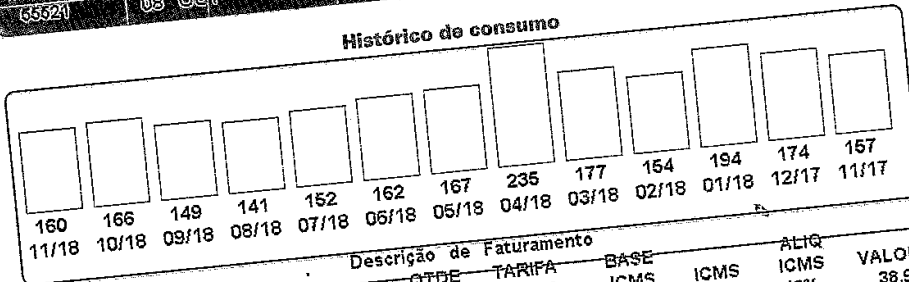 55521
Histórico de consumo
160 166 149 141 152 162 167 235 177 154 194 174 157
11/18 10/18 09/18 08/18 07/18 06/18 05/18 04/18 03/18 02/18 01/18 12/17 11/17
Descrição de Faturamento
QTDE TARIFA BASE ICMS ALIQ
ICMS ICMS